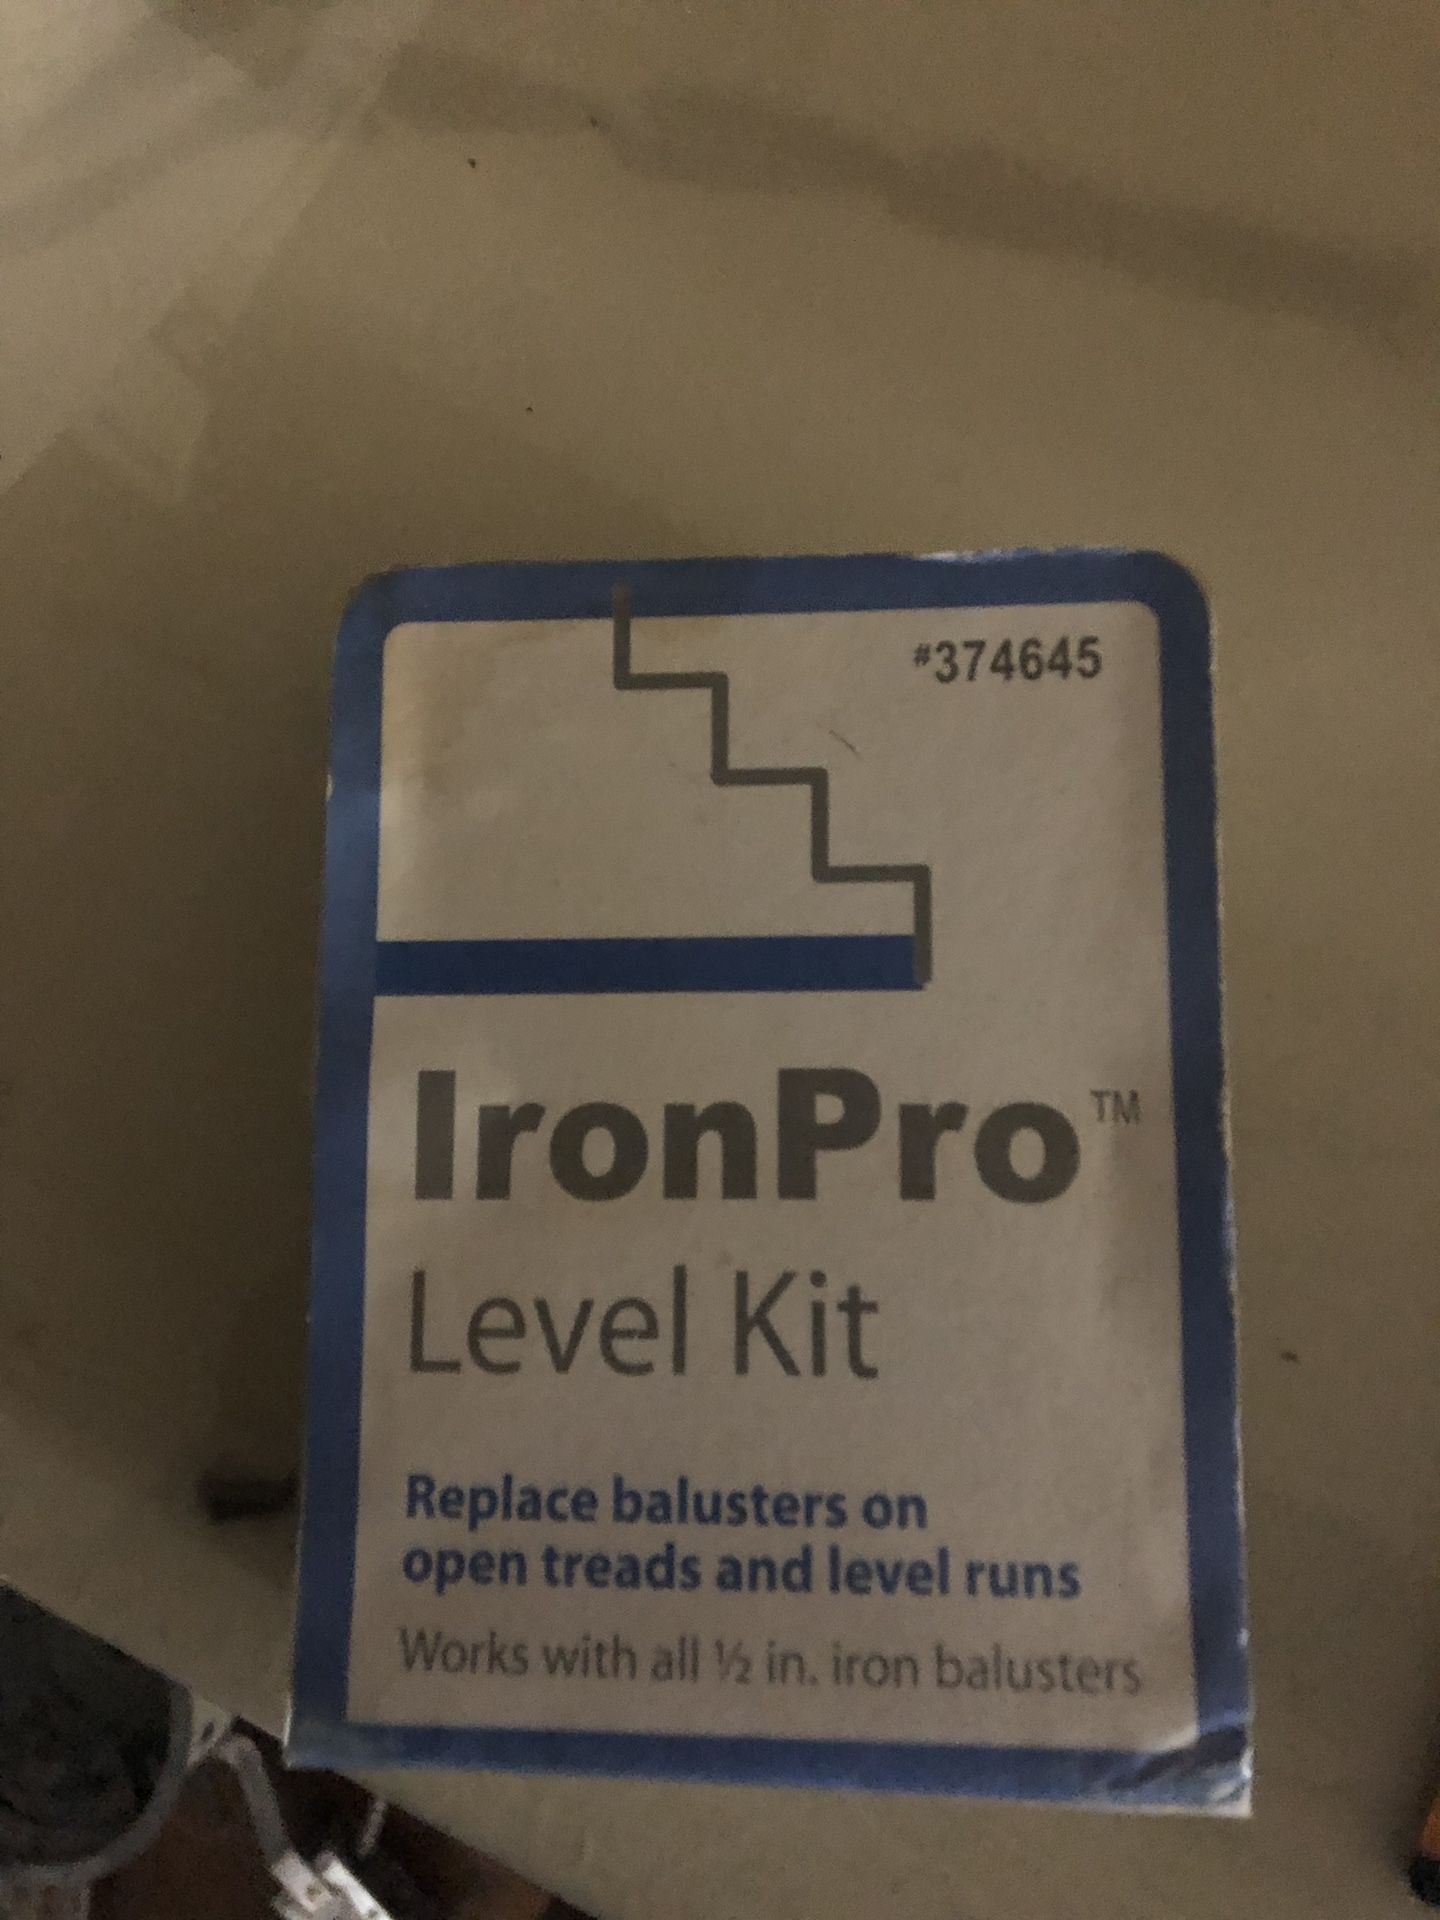 #374645
IronPro™
Level Kit
Replace balusters on
open treads and level runs
Works with all ½ in. iron balusters